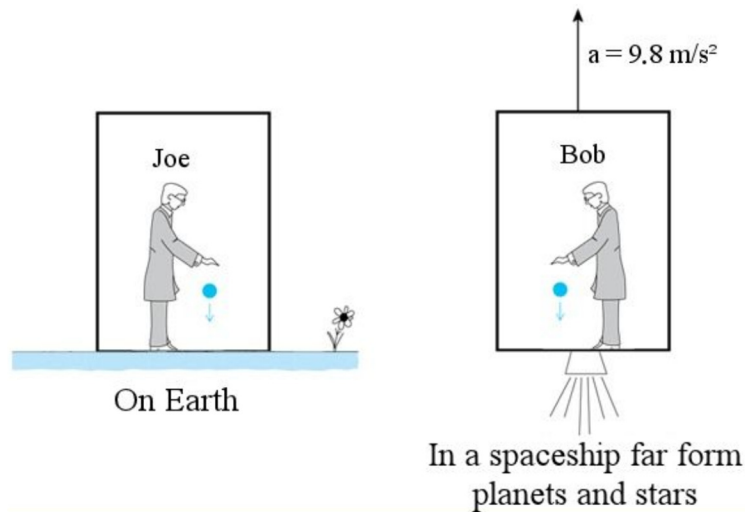 a = 9.8 m/s²
Joe
Bob
On Earth
In a spaceship far form
planets and stars